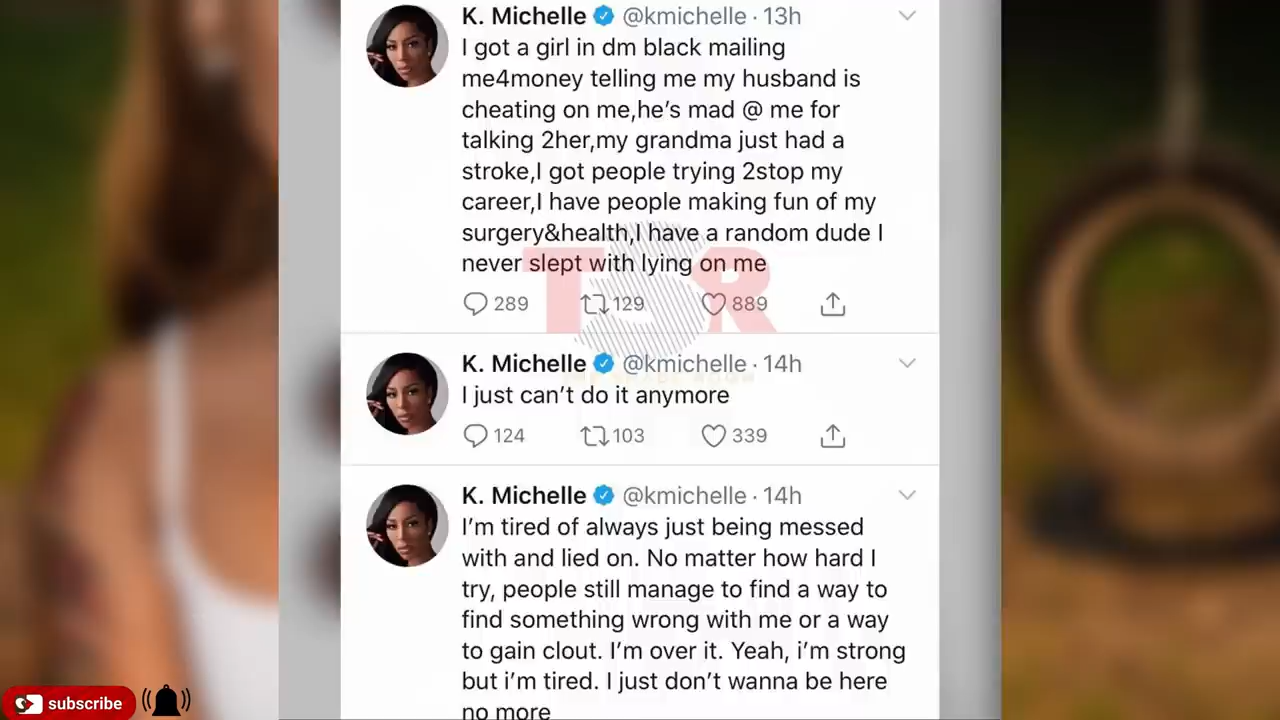 K. Michelle @kmichelle · 13h
I got a girl in dm black mailing
me4money telling me my husband is
cheating on me,he’s mad @ me for
talking 2her,my grandma just had a
stroke,I got people trying 2stop my
career,I have people making fun of my
surgery&health,I have a random dude I
never slept with lying on me
289 129 889
TSR
K. Michelle @kmichelle · 14h
I just can’t do it anymore
124 103 339
K. Michelle @kmichelle · 14h
I’m tired of always just being messed
with and lied on. No matter how hard I
try, people still manage to find a way to
find something wrong with me or a way
to gain clout. I’m over it. Yeah, i’m strong
but i’m tired. I just don’t wanna be here
no more
subscribe